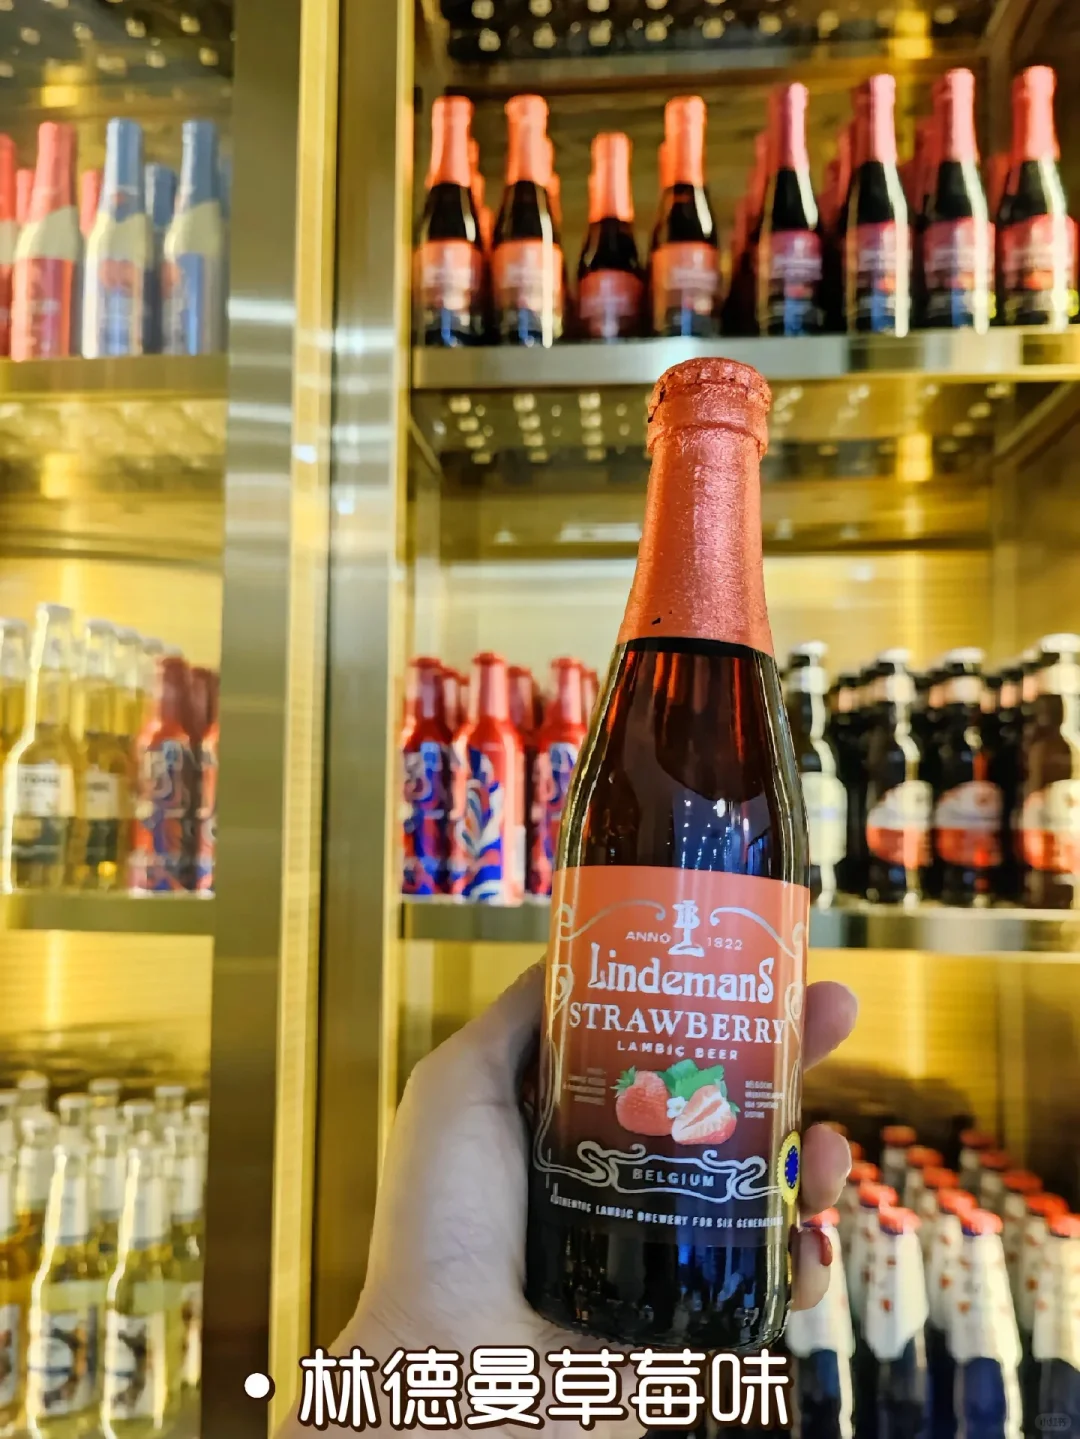 ANNO 1822
Lindemans
STRAWBERRY
LAMBIC BEER
BELGIUM
AUTHENTIC LAMBIC BREWERY FOR SIX GENERATIONS
• 林德曼草莓味